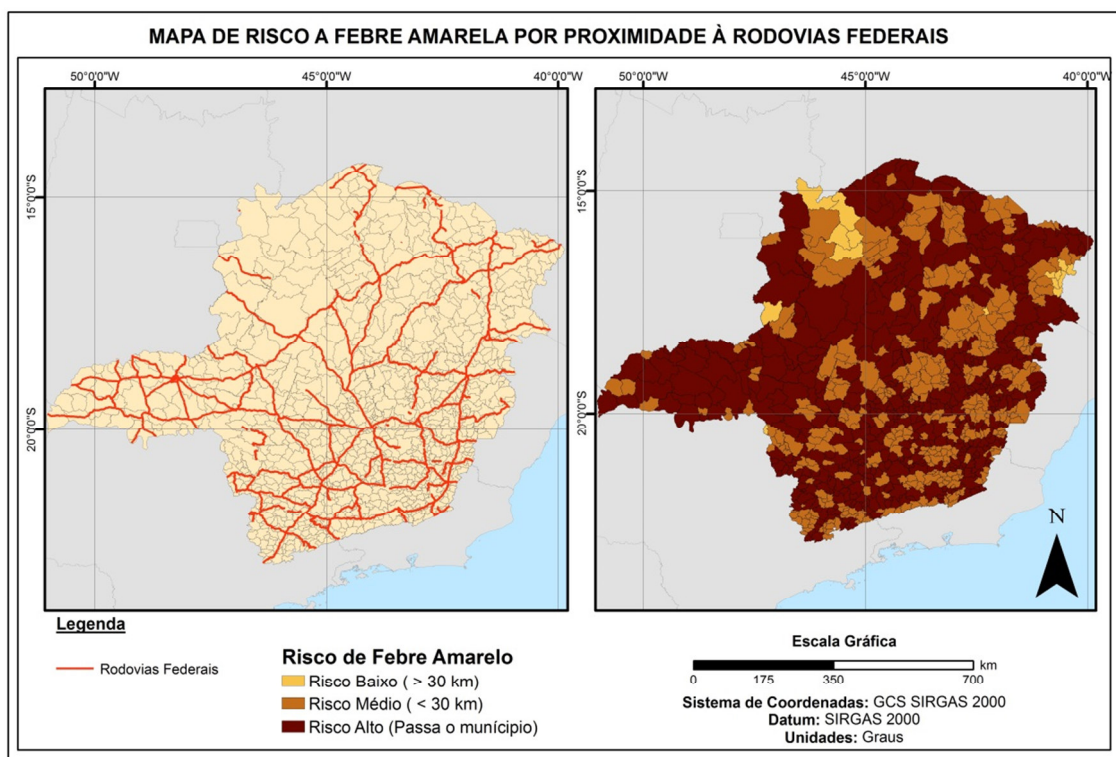 MAPA DE RISCO A FEBRE AMARELA POR PROXIMIDADE À RODOVIAS FEDERAIS
50°0'0"W 45°0'0"W 40°0'0"W
50°0'0"W 45°0'0"W 40°0'0"W
15°0'0"S
20°0'0"S
15°0'0"S
20°0'0"S
N
Legenda
Rodovias Federais
Risco de Febre Amarelo
Risco Baixo ( > 30 km)
Risco Médio ( < 30 km)
Risco Alto (Passa o munícipio)
Escala Gráfica
km
0 175 350 700
Sistema de Coordenadas: GCS SIRGAS 2000
Datum: SIRGAS 2000
Unidades: Graus